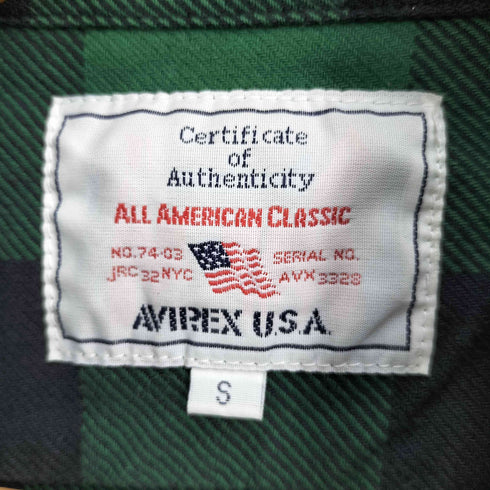 Certificate
of
Authenticity
ALL AMERICAN CLASSIC
NO.74-03 SERIAL NO.
JRC 32 NYC AVX 3328
AVIREX U.S.A.
S